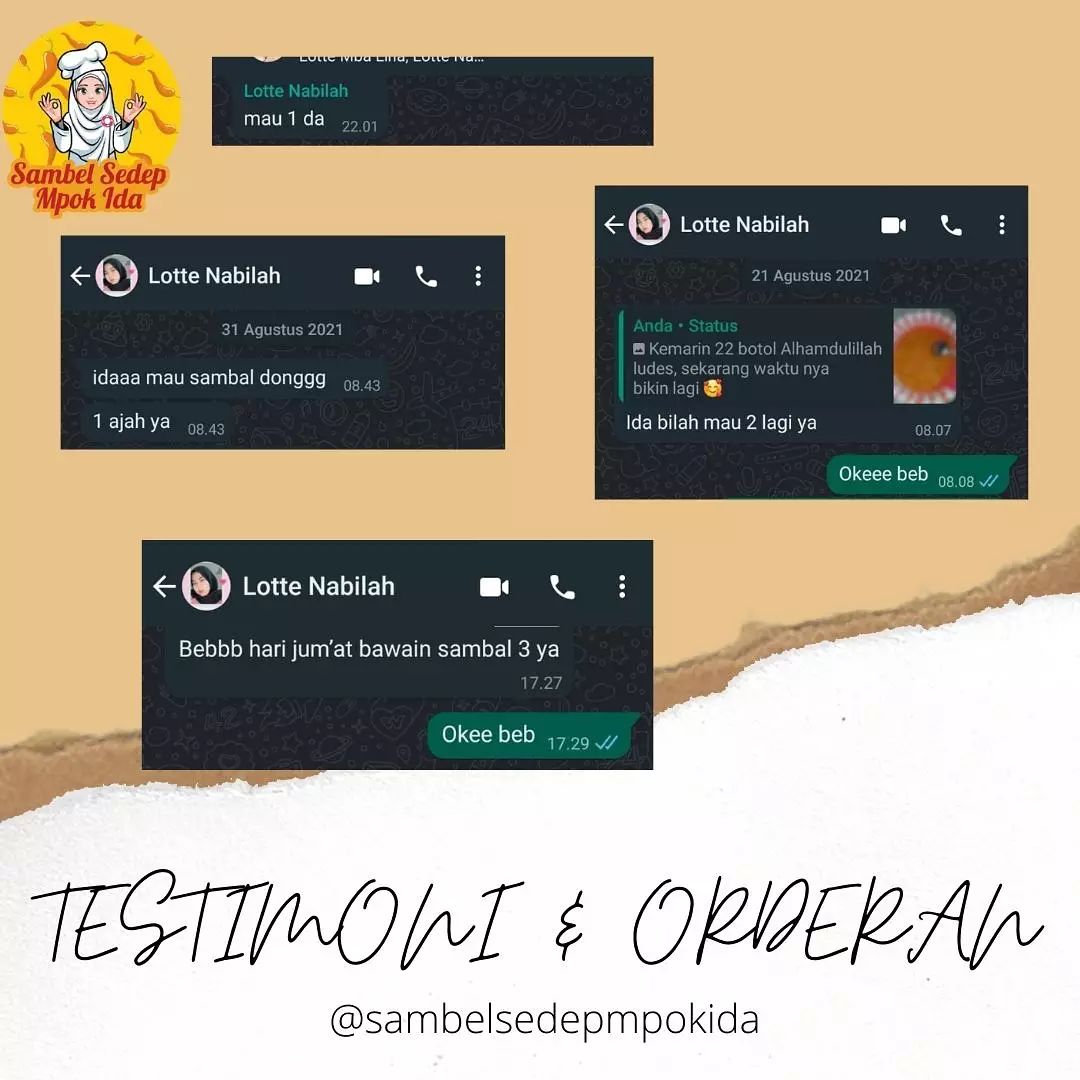 Sambel Sedep
Mpok Ida
Lotte Mba Lina, Lotte Na...
Lotte Nabilah
mau 1 da 22.01
Lotte Nabilah
31 Agustus 2021
idaaa mau sambal donggg 08.43
1 ajah ya 08.43
Lotte Nabilah
21 Agustus 2021
Anda • Status
Kemarin 22 botol Alhamdulillah
ludes, sekarang waktu nya
bikin lagi 🥰
Ida bilah mau 2 lagi ya
08.07
Okeee beb 08.08
Lotte Nabilah
Bebbb hari jum’at bawain sambal 3 ya
17.27
Okee beb 17.29
TESTIMONI & ORDERAN
@sambelsedepmpokida